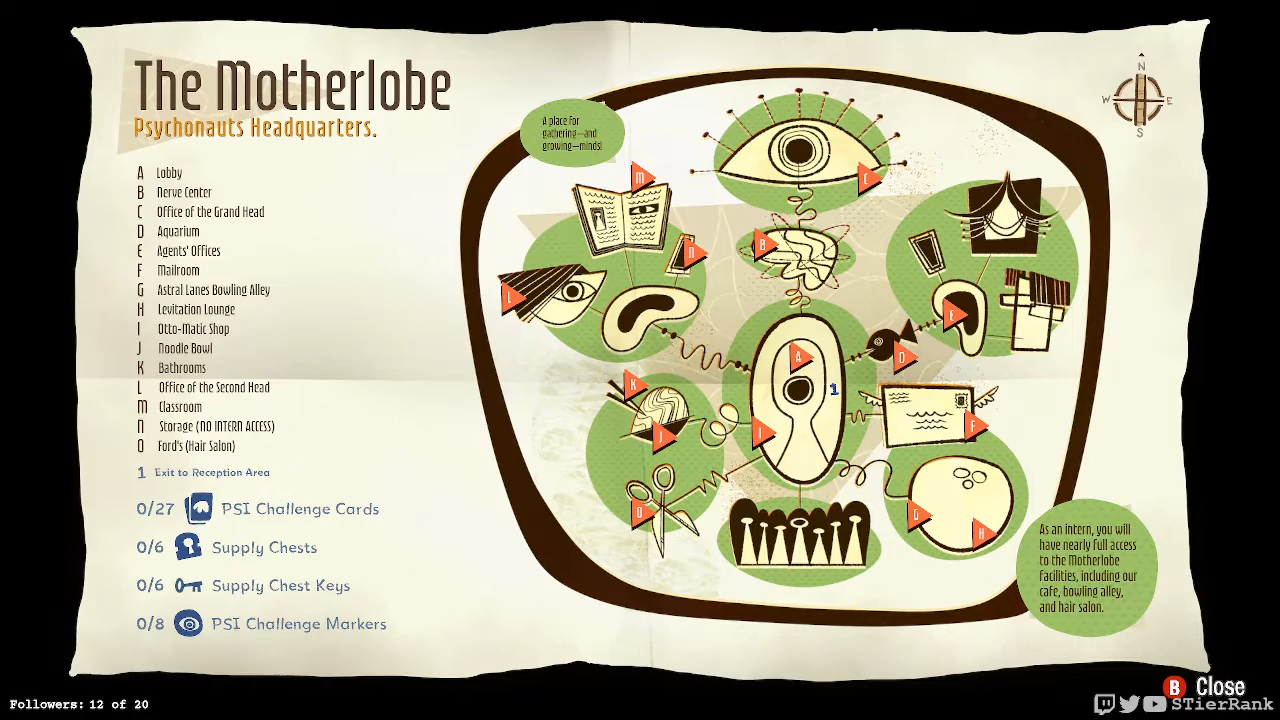 The Motherlobe
Psychonauts Headquarters.
A Lobby
B Nerve Center
C Office of the Grand Head
D Aquarium
E Agents' Offices
F Mailroom
G Astral Lanes Bowling Alley
H Levitation Lounge
I Otto-Matic Shop
J Noodle Bowl
K Bathrooms
L Office of the Second Head
M Classroom
N Storage (NO INTERN ACCESS)
O Ford's (Hair Salon)
1 Exit to Reception Area
0/27 PSI Challenge Cards
0/6 Supply Chests
0/6 Supply Chest Keys
0/8 PSI Challenge Markers
A place for
gathering—and
growing—minds!
N
W E
S
M
C
B
N
L
E
A
D
K
1
J
I
F
O
G
H
As an intern, you will
have nearly full access
to the Motherlobe
facilities, including our
cafe, bowling alley,
and hair salon.
B Close
Followers: 12 of 20
STierRank